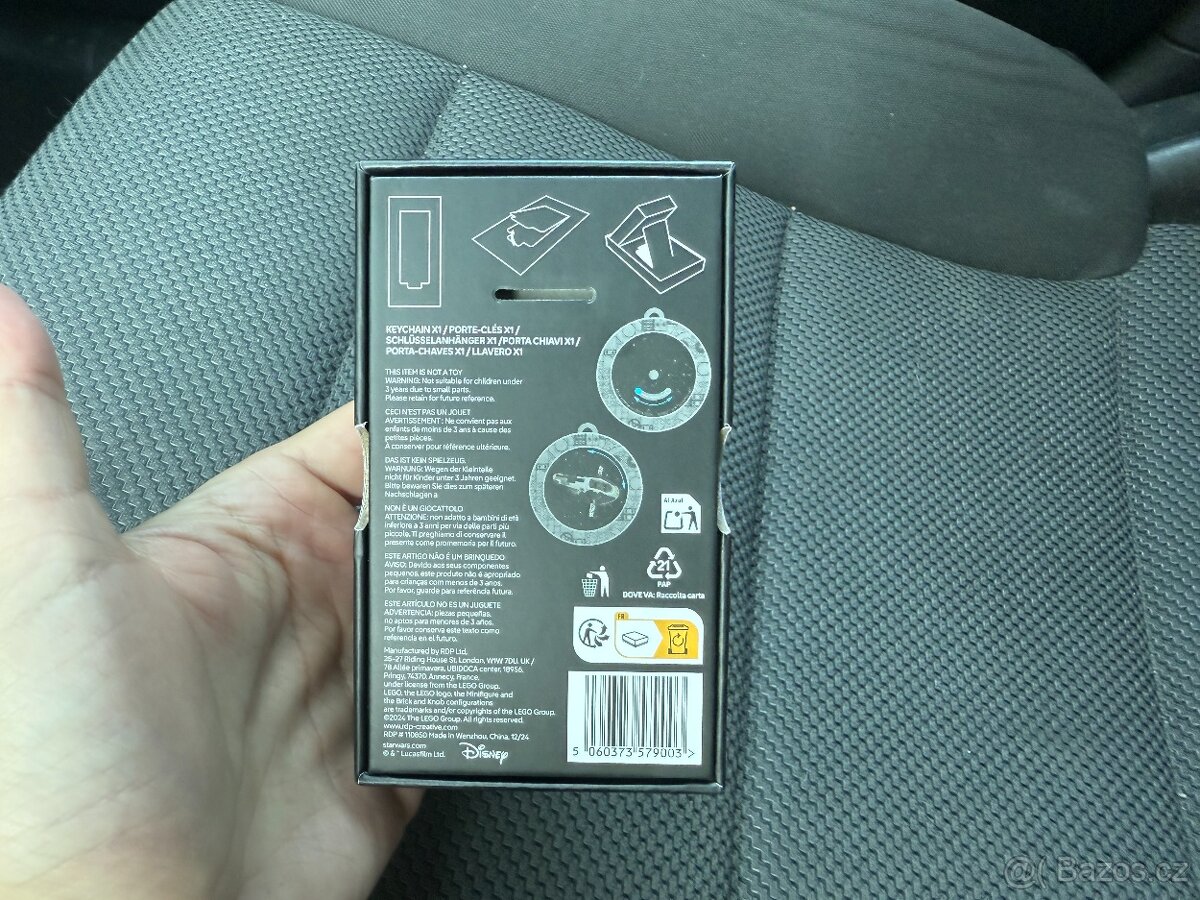 KEYCHAIN X1 / PORTE-CLÉS X1 /
SCHLÜSSELANHÄNGER X1 /PORTA CHIAVI X1 /
PORTA-CHAVES X1 / LLAVERO X1
THIS ITEM IS NOT A TOY
WARNING: Not suitable for children under
3 years due to small parts.
Please retain for future reference.
CECI N'EST PAS UN JOUET
AVERTISSEMENT : Ne convient pas aux
enfants de moins de 3 ans à cause des
petites pièces.
A conserver pour référence ultérieure.
DAS IST KEIN SPIELZEUG.
WARNUNG: Wegen der Kleinteile
nicht für Kinder unter 3 Jahren geeignet.
Bitte bewaren Sie dies zum späteren
Nachschlagen a
NON È UN GIOCATTOLO
ATTENZIONE: non adatto a bambini di età
inferiore a 3 anni per via delle parti più
piccole. Ti preghiamo di conservare il
presente come promemoria per il futuro.
ESTE ARTIGO NÃO É UM BRINQUEDO
AVISO: Devido aos seus componentes
pequenos, este produto não é apropriado
para crianças com menos de 3 anos.
Por favor, guarde para referência futura.
ESTE ARTÍCULO NO ES UN JUGUETE
ADVERTENCIA: piezas pequeñas,
no aptos para menores de 3 años.
Por favor conserva este texto como
referencia en el futuro.
Manufactured by RDP Ltd,
25-27 Riding House St, London, W1W 7DU, UK /
78 Allée primavera, UBIDOCA center, 18956,
Pringy, 74370, Annecy, France.
under license from the LEGO Group.
LEGO, the LEGO logo, the Minifigure and
the Brick and Knob configurations
are trademarks and/or copyrights of the LEGO Group.
©2024 The LEGO Group. All rights reserved.
www.rdp-creative.com
RDP # 110850 Made in Wenzhou, China, 12/24
starwars.com
© & ™ Lucasfilm Ltd.
Disney
21
PAP
DOVE VA: Raccolta carta
FR
5 060373 579003 >
@( Bazos.cz